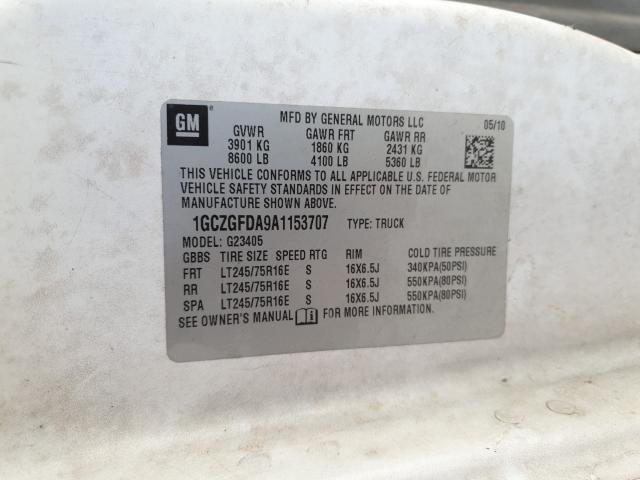 GM
MFD BY GENERAL MOTORS LLC 05/10
GVWR GAWR FRT GAWR RR
3901 KG 1860 KG 2431 KG
8600 LB 4100 LB 5360 LB
THIS VEHICLE CONFORMS TO ALL APPLICABLE U.S. FEDERAL MOTOR
VEHICLE SAFETY STANDARDS IN EFFECT ON THE DATE OF
MANUFACTURE SHOWN ABOVE.
1GCZGFDA9A1153707 TYPE: TRUCK
MODEL: G23405
GBBS TIRE SIZE SPEED RTG RIM COLD TIRE PRESSURE
FRT LT245/75R16E S 16X6.5J 340KPA(50PSI)
RR LT245/75R16E S 16X6.5J 550KPA(80PSI)
SPA LT245/75R16E S 16X6.5J 550KPA(80PSI)
SEE OWNER'S MANUAL i FOR MORE INFORMATION.